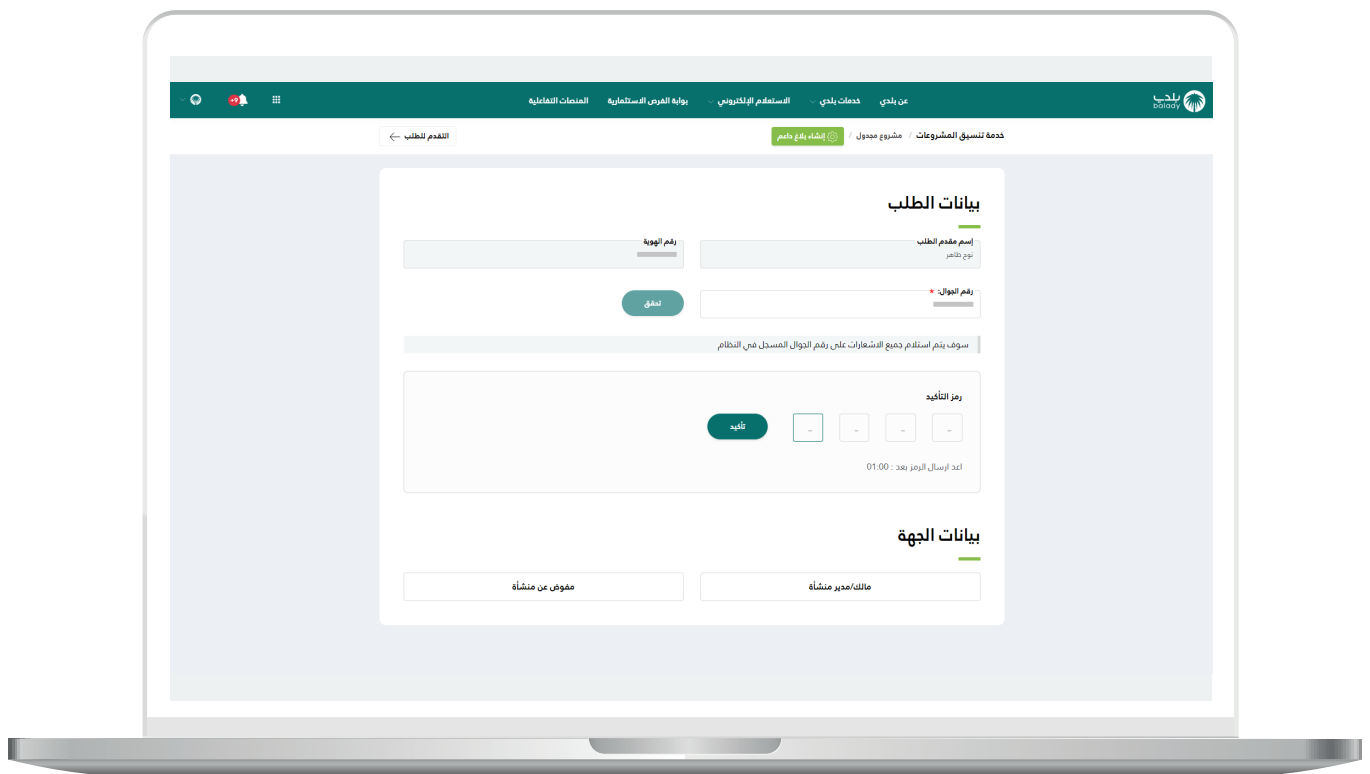 بلدي
balady
عن بلدي
خدمات بلدي
الاستعلام الإلكتروني
بوابة الفرص الاستثمارية
المنصات التفاعلية
+9
خدمة تنسيق المشروعات / مشروع مجدول / إنشاء بلاغ داعم
التقدم للطلب
بيانات الطلب
إسم مقدم الطلب
نوح طاهر
رقم الهوية
رقم الجوال: *
تحقق
سوف يتم استلام جميع الاشعارات على رقم الجوال المسجل في النظام
رمز التأكيد
- - - -
تأكيد
اعد ارسال الرمز بعد : 01:00
بيانات الجهة
مالك/مدير منشأة
مفوض عن منشأة